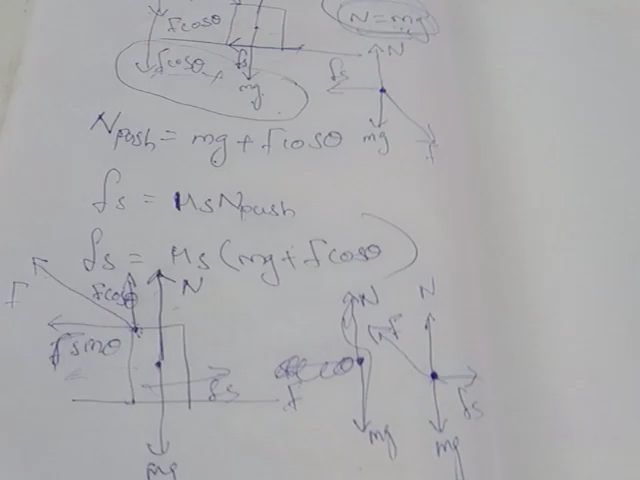 Fcosθ
N = mg
N
fs
fcosθ
fs
mg
Npush = mg + fcosθ
mg
f
fs = μs Npush
fs = μs (mg + fcosθ)
F
fcosθ
N
N
N
fsinθ
f
fs
f
fs
mg
mg
mg